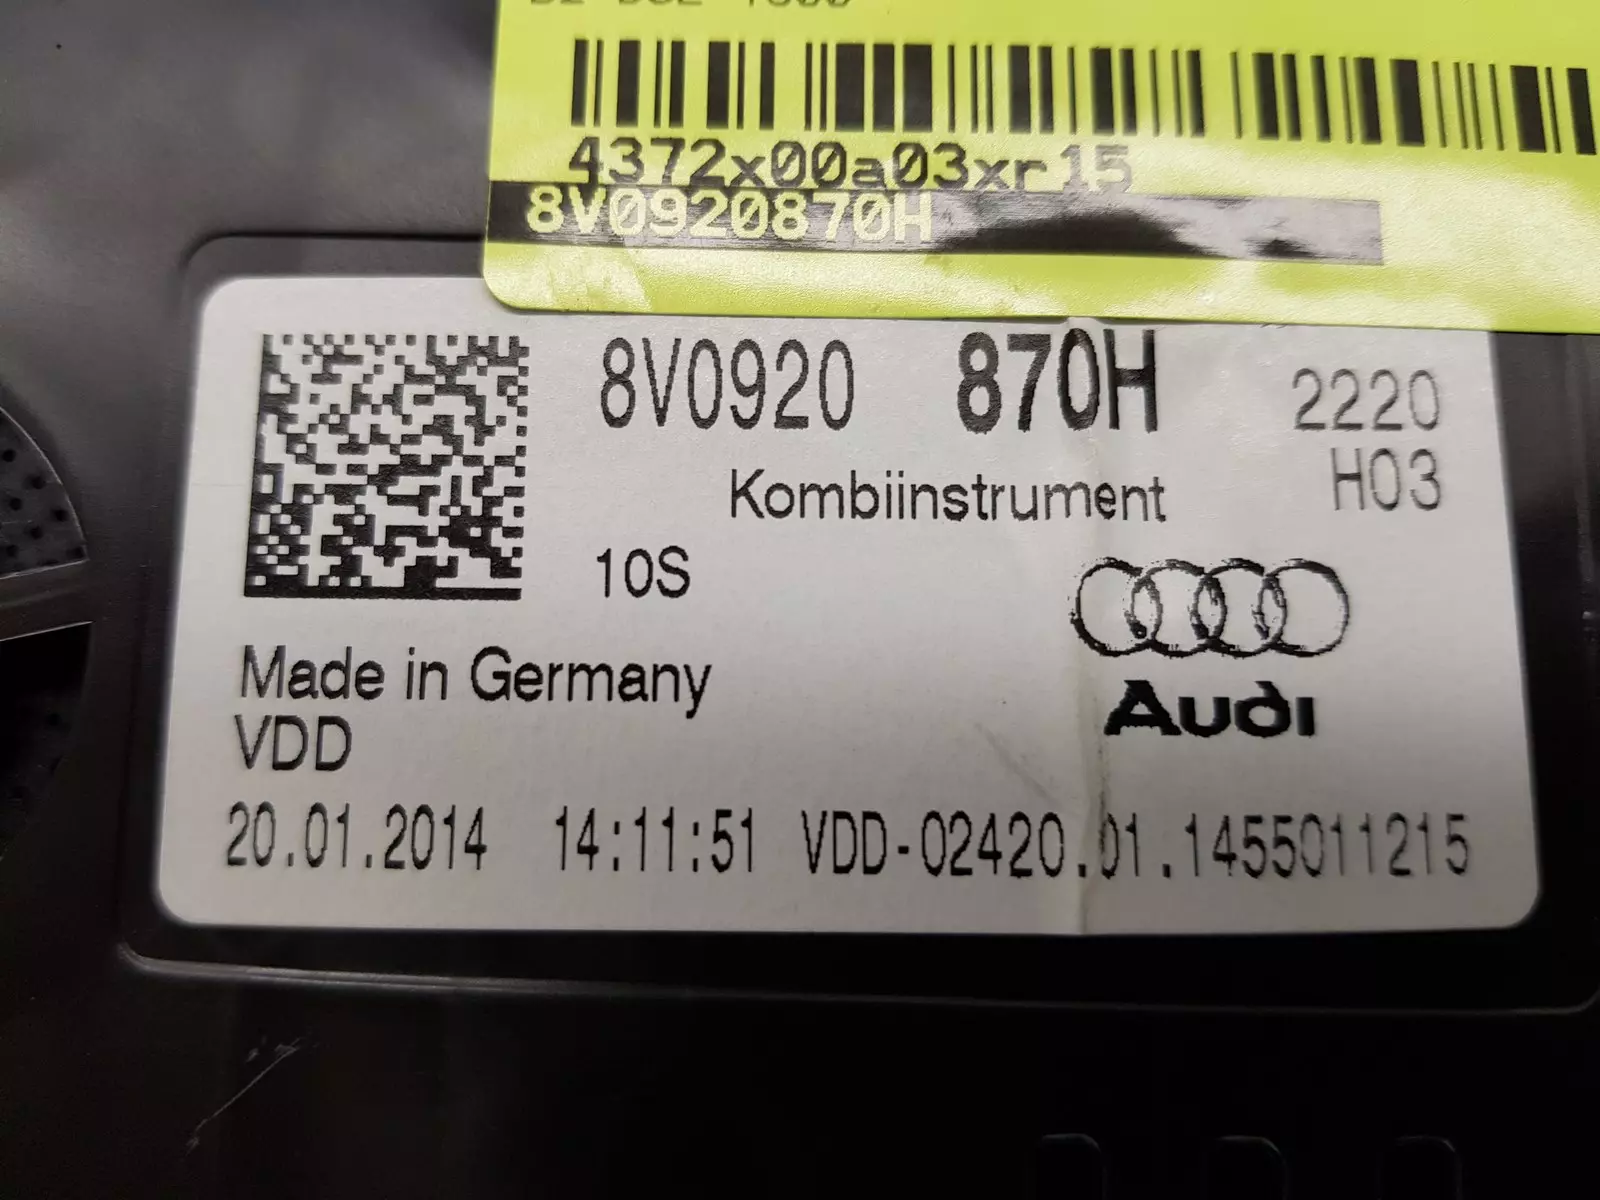 4372x00a03xr15
8V0920870H
8V0920 870H 2220
Kombiinstrument H03
10S
Audi
Made in Germany
VDD
20.01.2014 14:11:51 VDD-02420.01.1455011215